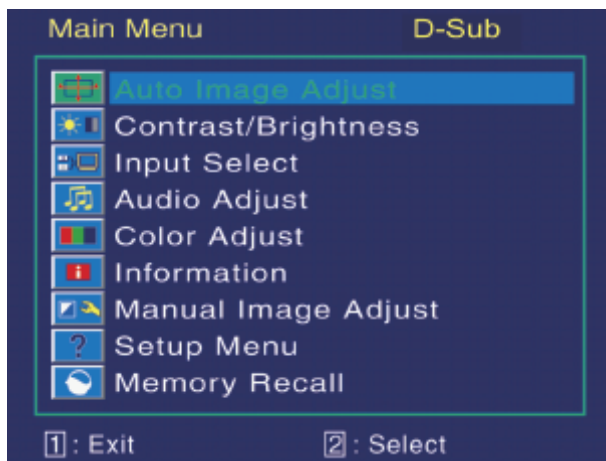 Main Menu D-Sub
Auto Image Adjust
Contrast/Brightness
Input Select
Audio Adjust
Color Adjust
Information
Manual Image Adjust
Setup Menu
Memory Recall
1 : Exit 2 : Select